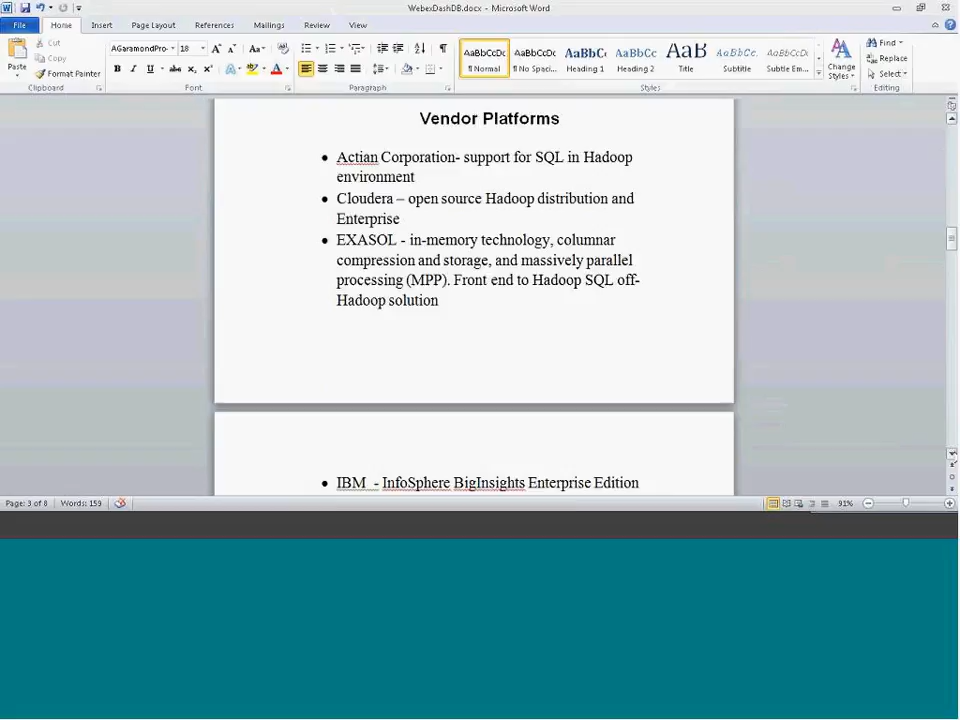 WebexDashDB.docx - Microsoft Word
File Home Insert Page Layout References Mailings Review View
Paste
Cut
Copy
Format Painter
Clipboard
AGaramondPro- 18
B I U abc x₂ x² A
Font
Paragraph
AaBbCcDc AaBbCcDc AaBbC AaBbCc AaB AaBbCc. AaBbCcDc
¶ Normal ¶ No Spaci... Heading 1 Heading 2 Title Subtitle Subtle Em...
Styles
Change
Styles
Find
Replace
Select
Editing
Vendor Platforms
• Actian Corporation- support for SQL in Hadoop
environment
• Cloudera – open source Hadoop distribution and
Enterprise
• EXASOL - in-memory technology, columnar
compression and storage, and massively parallel
processing (MPP). Front end to Hadoop SQL off-
Hadoop solution
• IBM - InfoSphere BigInsights Enterprise Edition
Page: 3 of 8 Words: 159 91%